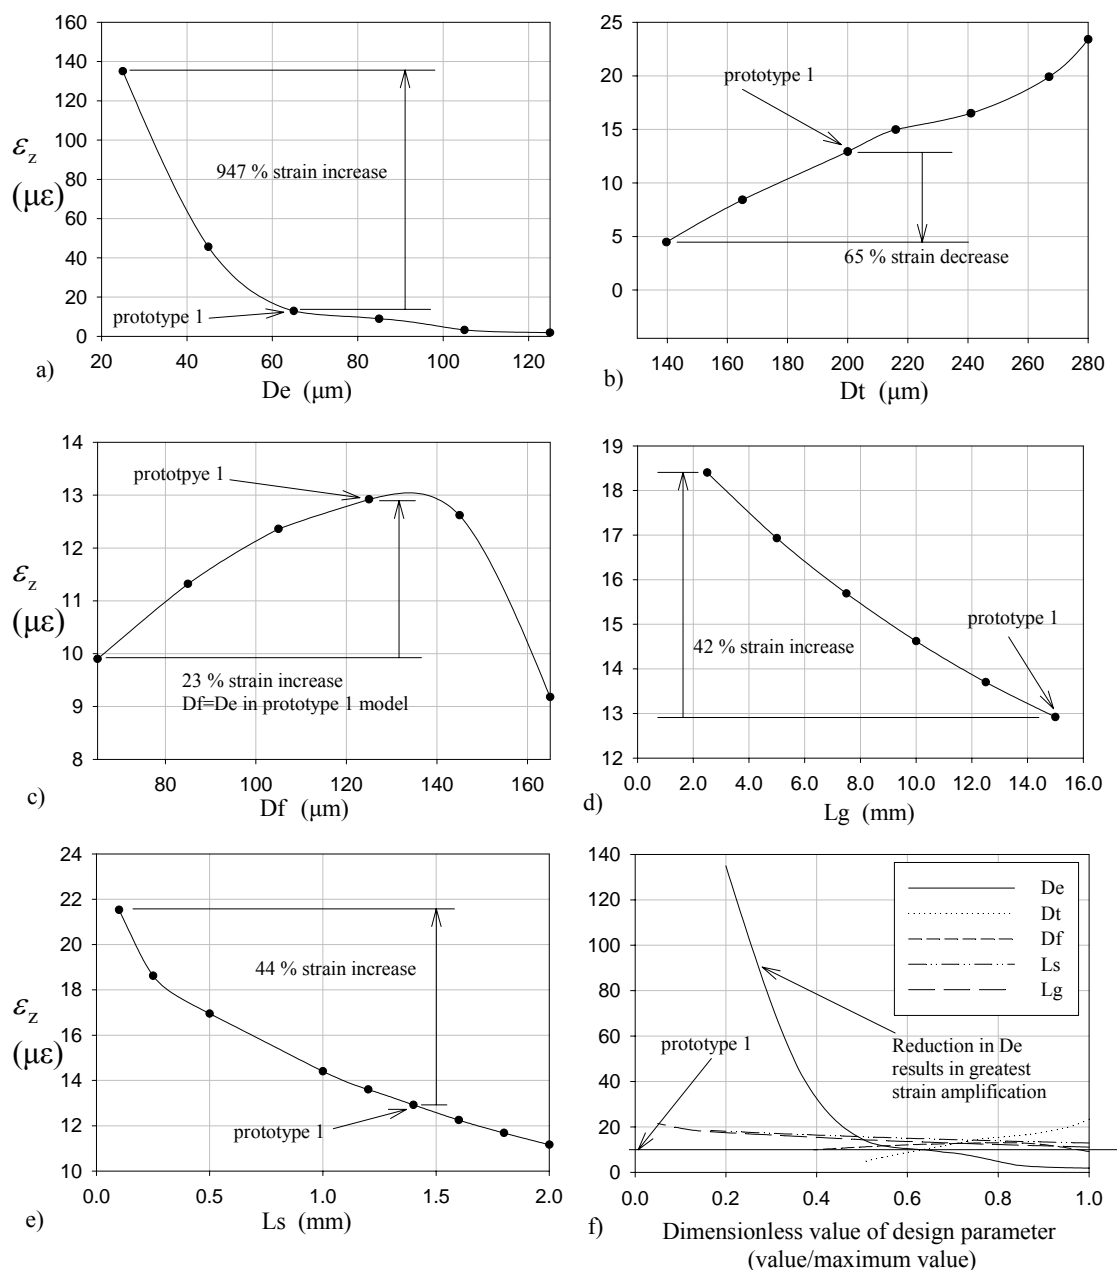 160
140
120
100
80
60
40
20
0
εz
(με)
947 % strain increase
prototype 1
20 40 60 80 100 120
a)
De (μm)
25
20
15
10
5
0
prototype 1
65 % strain decrease
140 160 180 200 220 240 260 280
b)
Dt (μm)
14
13
12
11
10
9
8
εz
(με)
prototpye 1
23 % strain increase
Df=De in prototype 1 model
80 100 120 140 160
c)
Df (μm)
19
18
17
16
15
14
13
12
prototype 1
42 % strain increase
0.0 2.0 4.0 6.0 8.0 10.0 12.0 14.0 16.0
d)
Lg (mm)
24
22
20
18
16
14
12
10
εz
(με)
44 % strain increase
prototype 1
0.0 0.5 1.0 1.5 2.0
e)
Ls (mm)
140
120
100
80
60
40
20
0
De
Dt
Df
Ls
Lg
prototype 1
Reduction in De
results in greatest
strain amplification
0.0 0.2 0.4 0.6 0.8 1.0
f)
Dimensionless value of design parameter
(value/maximum value)